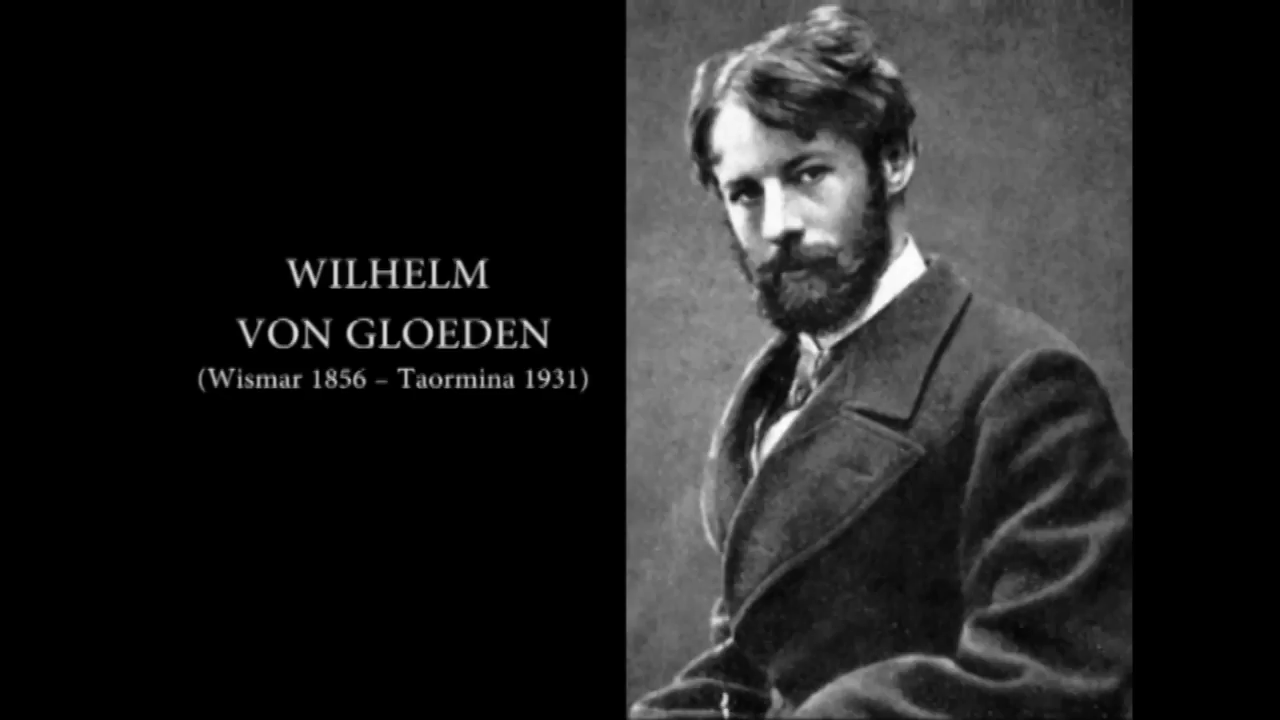 WILHELM
VON GLOEDEN
(Wismar 1856 – Taormina 1931)